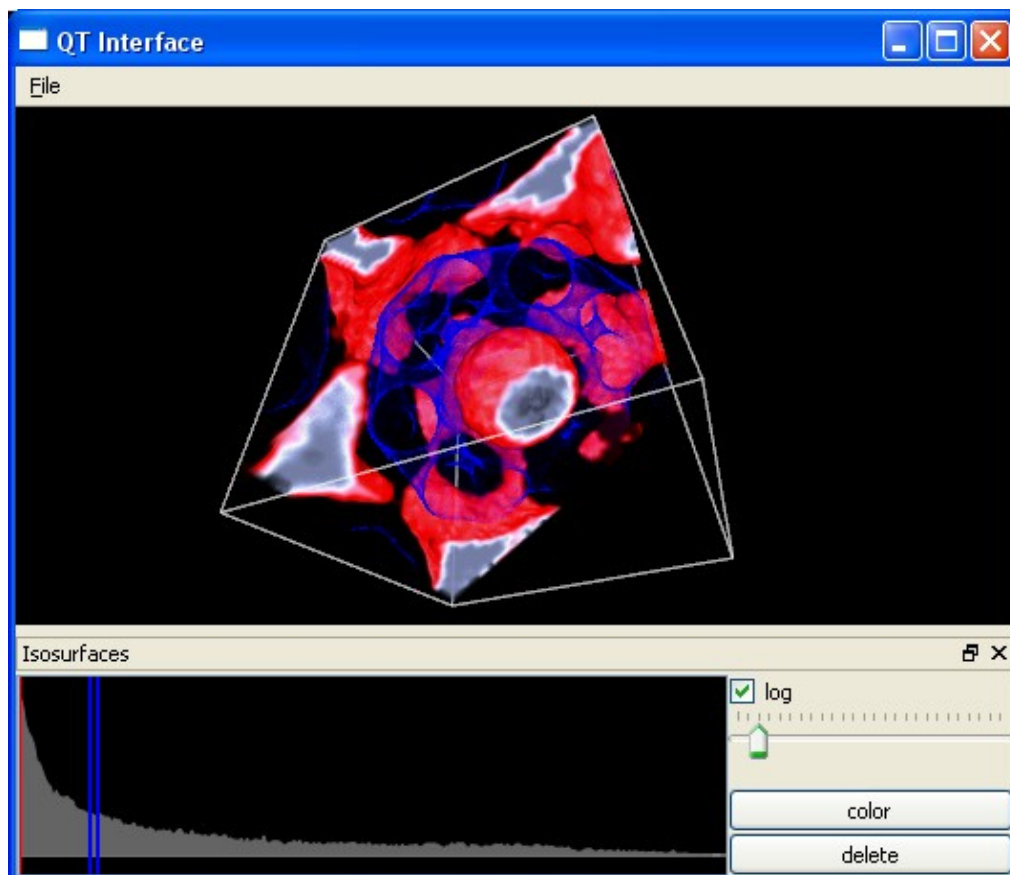 QT Interface
File
Isosurfaces
log
color
delete